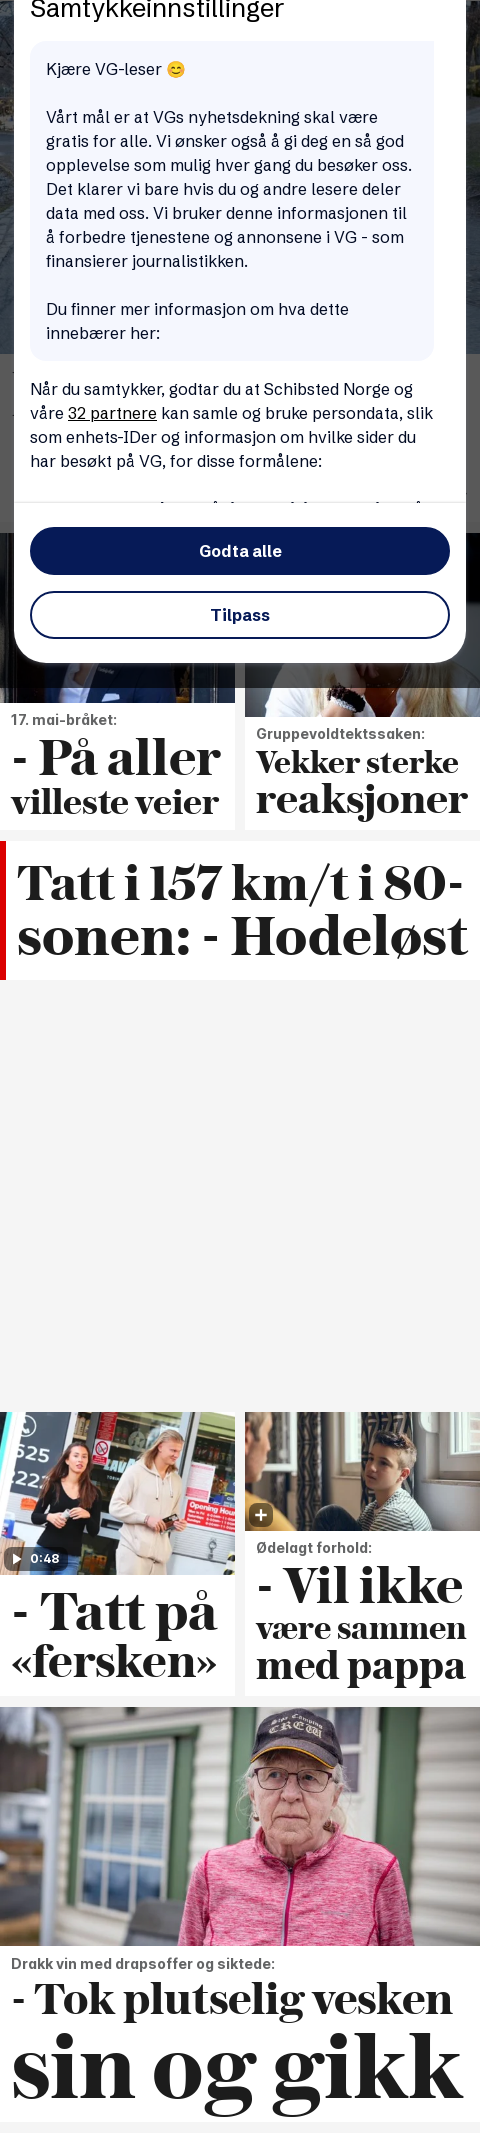 Samtykkeinnstillinger
Kjære VG-leser 😊
Vårt mål er at VGs nyhetsdekning skal være
gratis for alle. Vi ønsker også å gi deg en så god
opplevelse som mulig hver gang du besøker oss.
Det klarer vi bare hvis du og andre lesere deler
data med oss. Vi bruker denne informasjonen til
å forbedre tjenestene og annonsene i VG - som
finansierer journalistikken.
Du finner mer informasjon om hva dette
innebærer her:
Når du samtykker, godtar du at Schibsted Norge og
våre 32 partnere kan samle og bruke persondata, slik
som enhets-IDer og informasjon om hvilke sider du
har besøkt på VG, for disse formålene:
Godta alle
Tilpass
17. mai-bråket:
- På aller
villeste veier
Gruppevoldtektssaken:
Vekker sterke
reaksjoner
Tatt i 157 km/t i 80-
sonen: - Hodeløst
Opening Hours
0:48
- Tatt på
«fersken»
Ødelagt forhold:
- Vil ikke
være sammen
med pappa
CREW
Drakk vin med drapsoffer og siktede:
- Tok plutselig vesken
sin og gikk